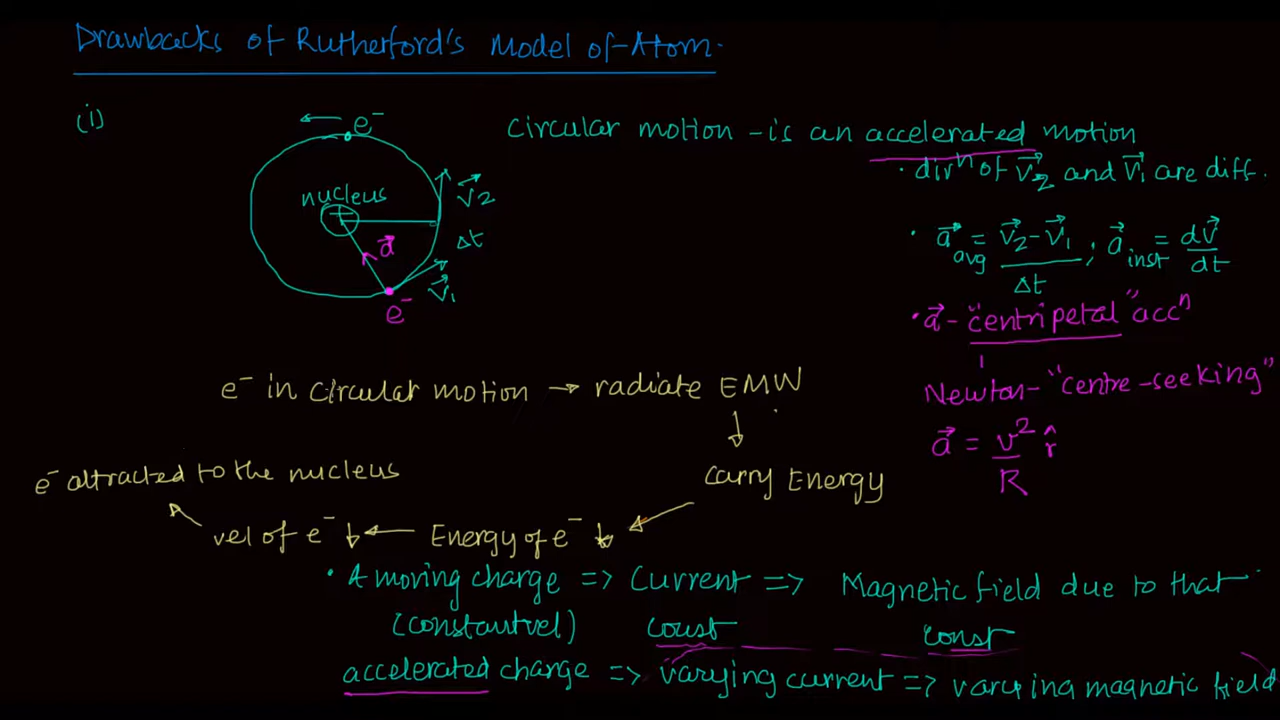 Drawbacks of Rutherford's Model of Atom.
(i)
e⁻
nucleus
+
v⃗2
Δt
a⃗
v⃗1
e⁻
Circular motion - is an accelerated motion
· dirⁿ of v⃗2 and v⃗1 are diff.
· a⃗avg = v⃗2 - v⃗1 / Δt ; a⃗inst = dv⃗/dt
· a⃗ - "centripetal" accⁿ
Newton - "centre-seeking"
a⃗ = v²/R r̂
e⁻ in circular motion → radiate EMW
↓
Carry Energy
Energy of e⁻ ↓
← vel of e⁻ ↓
e⁻ attracted to the nucleus
· A moving charge => Current => Magnetic field due to that
(constant vel) const const
accelerated charge => varying current => varying magnetic field